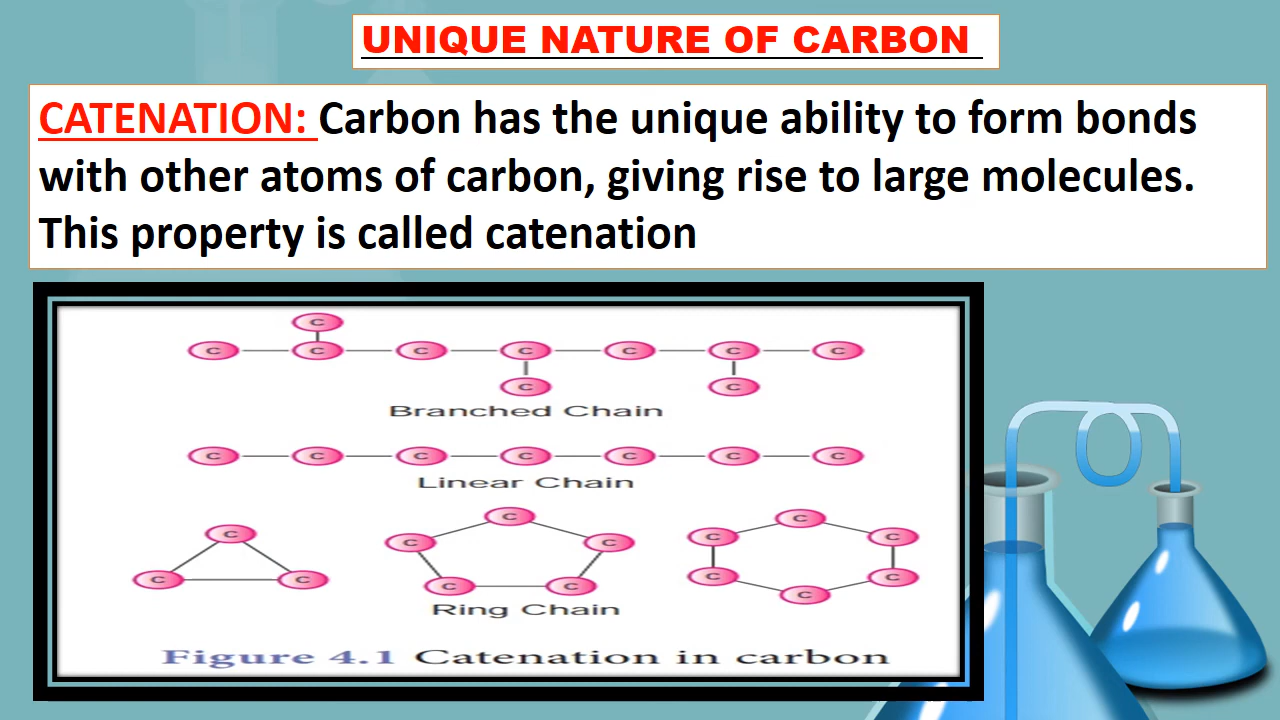 UNIQUE NATURE OF CARBON
CATENATION: Carbon has the unique ability to form bonds
with other atoms of carbon, giving rise to large molecules.
This property is called catenation
C
C C C C C C C
C C
Branched Chain
C C C C C C C
Linear Chain
C C C
C C C C C
C C C C C C
Ring Chain
Figure 4.1 Catenation in carbon